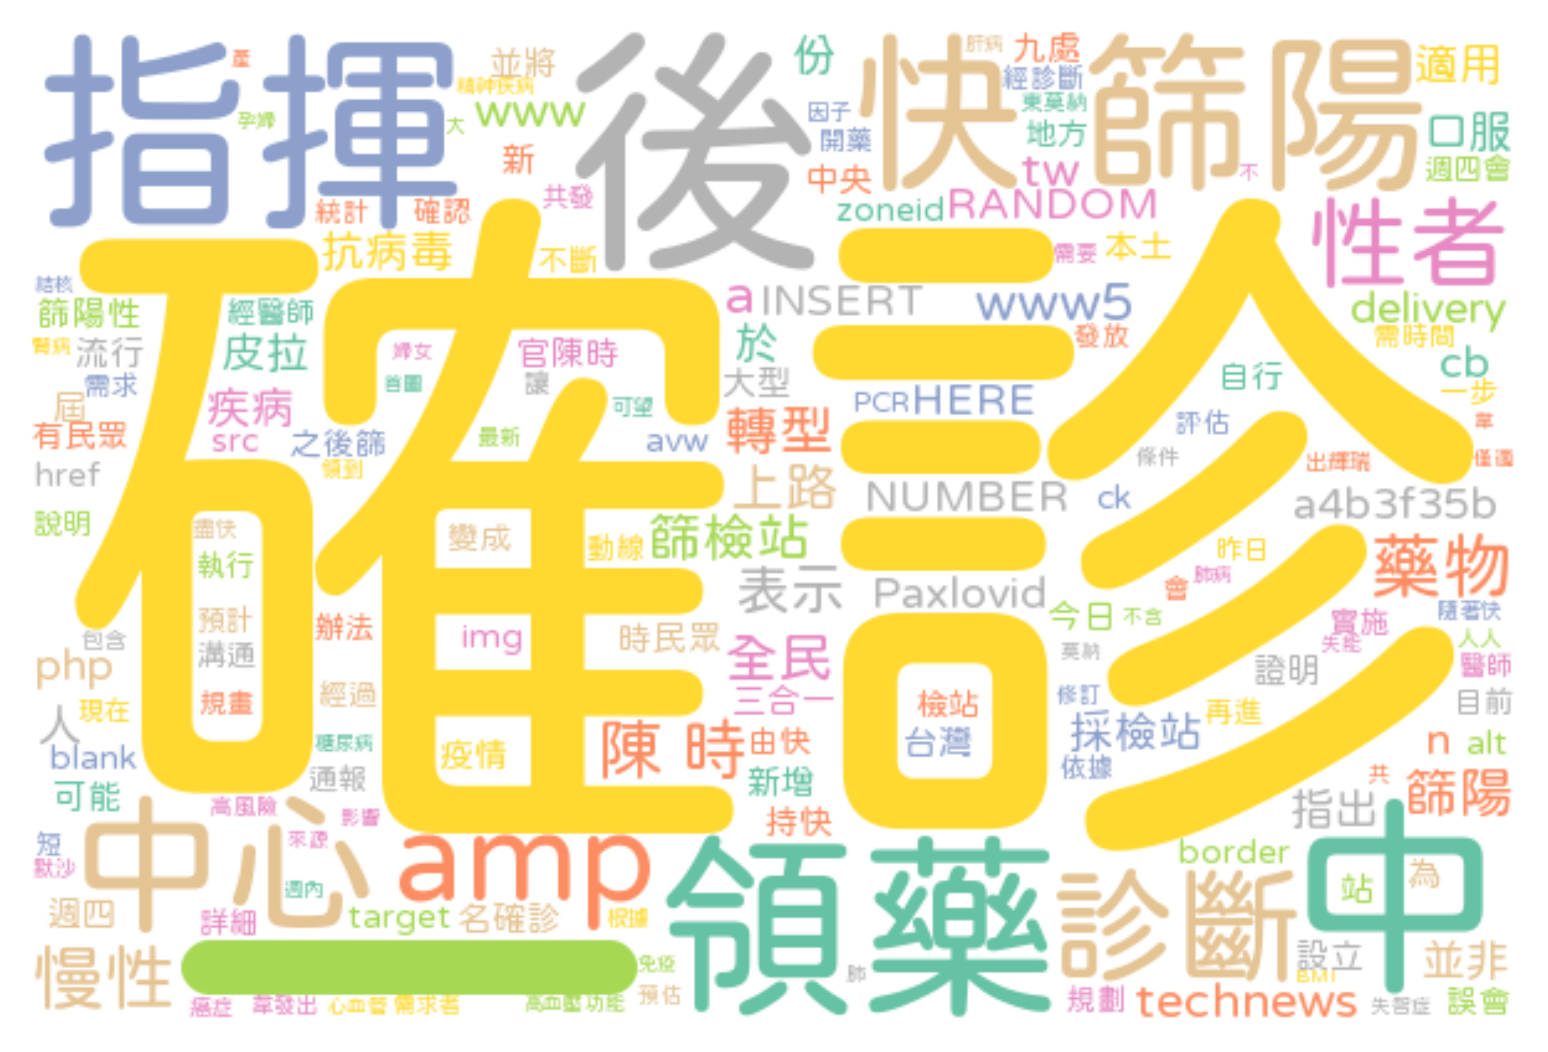 指揮
產
孕婦
大
並將
精神疾病
www
新
共發
後
份
因子
開藥
中央
快篩陽
肝病
九處
經診斷
東莫納
地方
tw
不
適用
口服
週四會
統計
確認
抗病毒
不斷
zoneid
RANDOM
需要
本土
性者
確診
結核
篩陽性
經醫師
腎病
流行
皮拉
婦女
首圖
官陳時
讓
a
INSERT
www5
delivery
於
發放
需時間
需求
屆
疾病
可望
大型
PCR
HERE
自行
cb
一步
有民眾
src
之後篩
最新
avw
轉型
評估
韋
href
領到
上路
條件
出輝瑞
僅適
NUMBER
ck
a4b3f35b
說明
盡快
變成
動線
篩檢站
昨日
藥物
執行
表示
Paxlovid
會
肺病
今日
不含
隨著快
預計
辦法
img
時民眾
實施
失能
人人
包含
溝通
全民
莫納
證明
醫師
php
規畫
經過
三合一
檢站
修訂
目前
人
現在
陳 時
由快
台灣
採檢站
再進
blank
糖尿病
疫情
依據
n
alt
可能
通報
新增
共
篩陽
高風險
影響
持快
指出
短
中心
來源
amp
領藥
border
中
默沙
週內
診斷
站
為
週四
詳細
target
名確診
根據
慢性
一
免疫
肺
設立
並非
BMI
癌症
韋發出
心血管
需求者
高血壓
功能
預估
規劃
technews
失智症
誤會